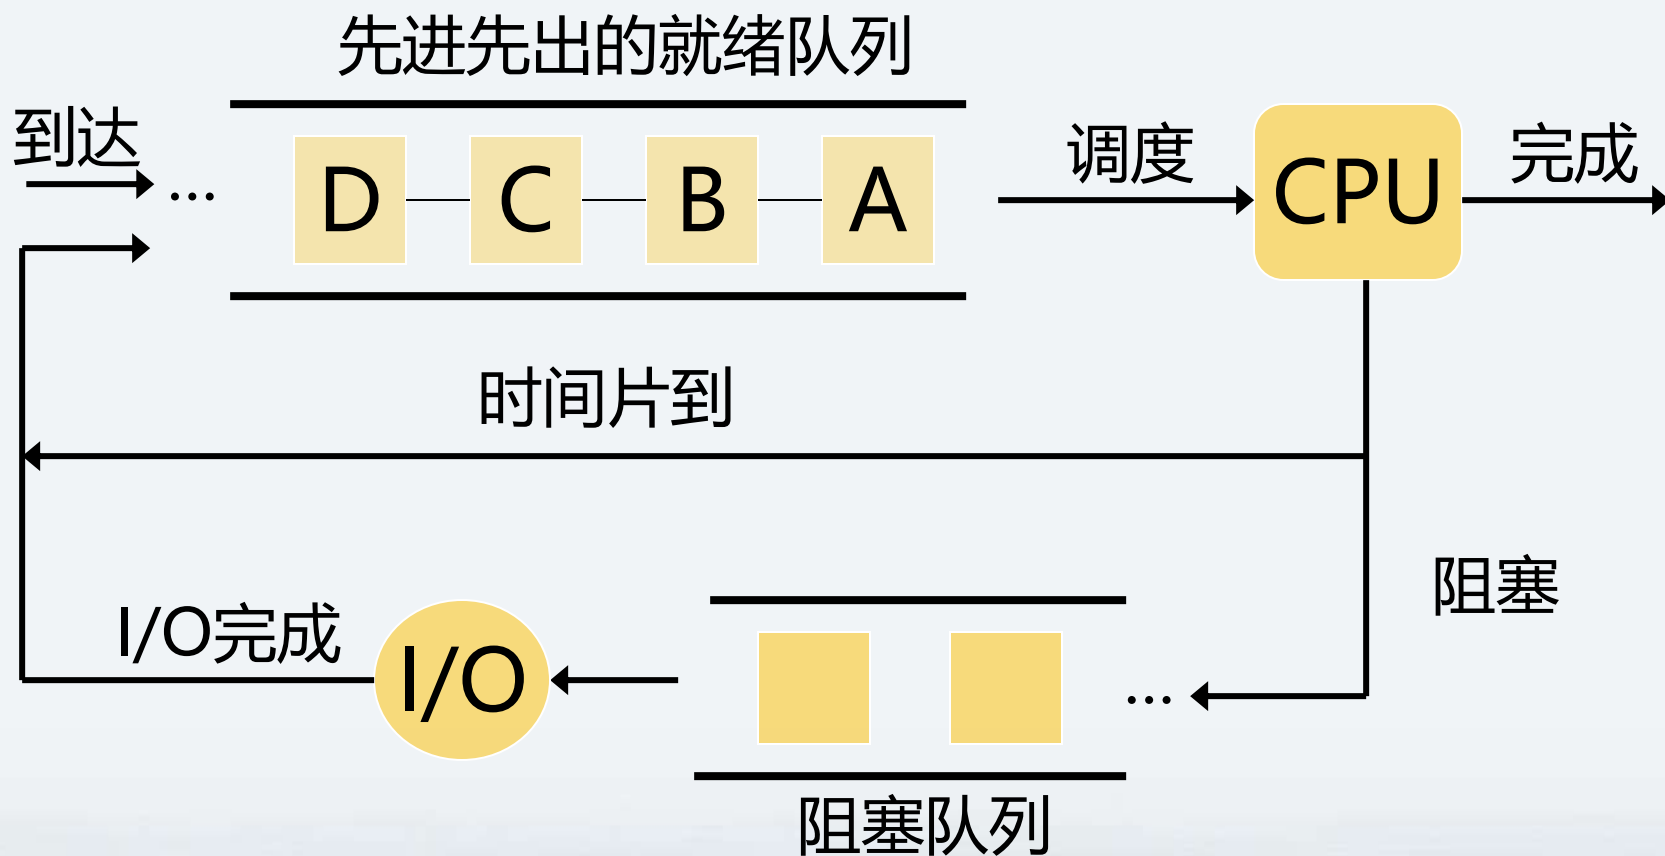 先进先出的就绪队列
到达
调度
完成
...
D
C
B
A
CPU
时间片到
阻塞
I/O完成
I/O
...
阻塞队列